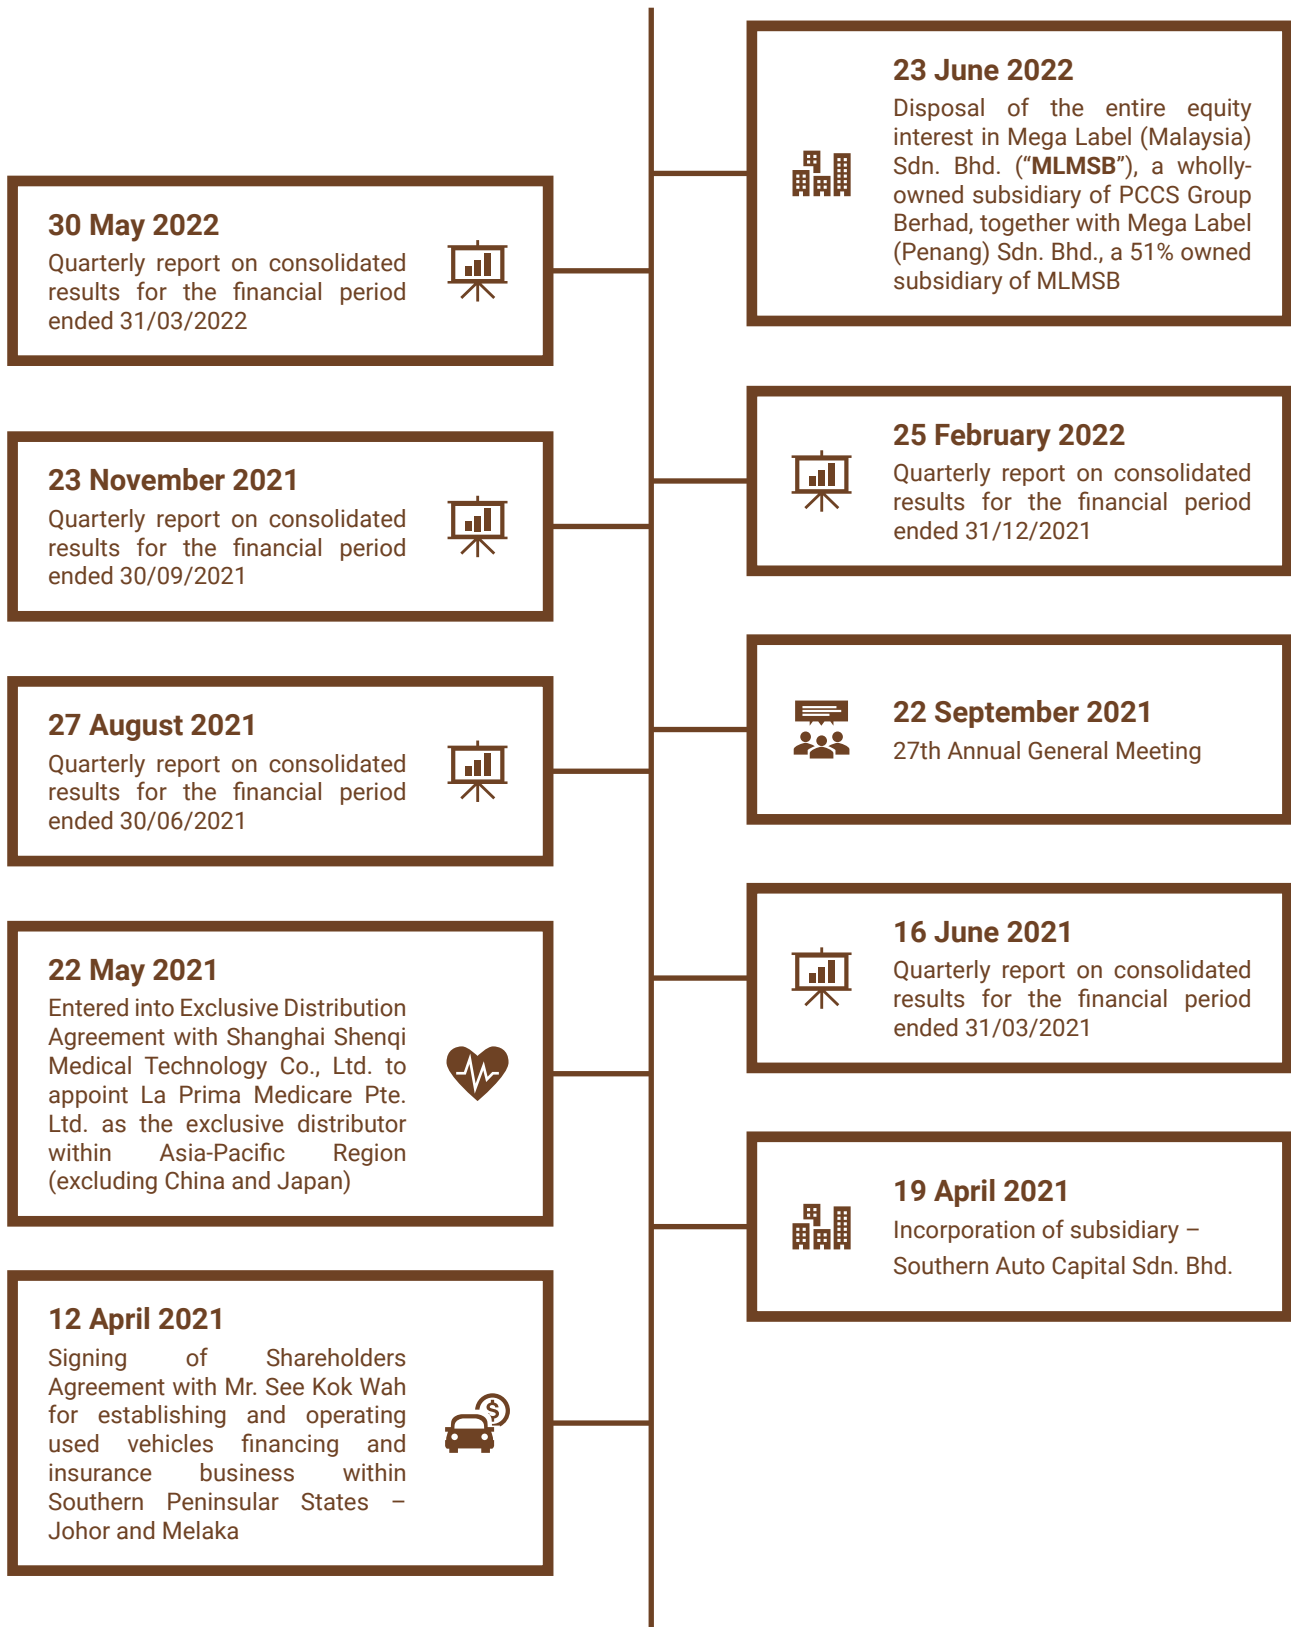 23 June 2022
Disposal of the entire equity
interest in Mega Label (Malaysia)
Sdn. Bhd. (“MLMSB”), a wholly-
owned subsidiary of PCCS Group
Berhad, together with Mega Label
(Penang) Sdn. Bhd., a 51% owned
subsidiary of MLMSB
30 May 2022
Quarterly report on consolidated
results for the financial period
ended 31/03/2022
25 February 2022
Quarterly report on consolidated
results for the financial period
ended 31/12/2021
23 November 2021
Quarterly report on consolidated
results for the financial period
ended 30/09/2021
22 September 2021
27th Annual General Meeting
27 August 2021
Quarterly report on consolidated
results for the financial period
ended 30/06/2021
16 June 2021
Quarterly report on consolidated
results for the financial period
ended 31/03/2021
22 May 2021
Entered into Exclusive Distribution
Agreement with Shanghai Shenqi
Medical Technology Co., Ltd. to
appoint La Prima Medicare Pte.
Ltd. as the exclusive distributor
within Asia-Pacific Region
(excluding China and Japan)
19 April 2021
Incorporation of subsidiary –
Southern Auto Capital Sdn. Bhd.
12 April 2021
Signing of Shareholders
Agreement with Mr. See Kok Wah
for establishing and operating
used vehicles financing and
insurance business within
Southern Peninsular States –
Johor and Melaka
$